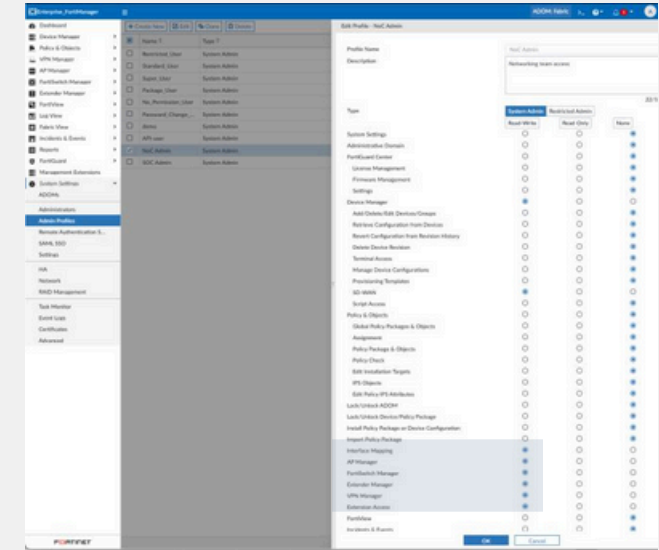 Enterprise_FortiManager
ADOM: Fabric
Dashboard
Device Manager
Policy & Objects
VPN Manager
AP Manager
FortiSwitch Manager
Extender Manager
FortiView
Log View
Fabric View
Incidents & Events
Reports
FortiGuard
Management Extensions
System Settings
ADOMs
Administrators
Admin Profiles
Remote Authentication S...
SAML SSO
Settings
HA
Network
RAID Management
Task Monitor
Event Logs
Certificates
Advanced
FORTINET
+ Create New Edit Clone Delete
Name Type
Restricted_User System Admin
Standard_User System Admin
Super_User System Admin
Package_User System Admin
No_Permission_User System Admin
Password_Change_... System Admin
demo System Admin
API-user System Admin
NoC Admin System Admin
SOC Admin System Admin
Edit Profile - NoC Admin
Profile Name NoC Admin
Description Networking team access
Type System Admin Restricted Admin
Read-Write Read-Only None
System Settings
Administrative Domain
FortiGuard Center
License Management
Firmware Management
Settings
Device Manager
Add/Delete/Edit Devices/Groups
Retrieve Configuration from Devices
Revert Configuration from Revision History
Delete Device Revision
Terminal Access
Manage Device Configurations
Provisioning Templates
SD-WAN
Script Access
Policy & Objects
Global Policy Packages & Objects
Assignment
Policy Package & Objects
Policy Check
Edit Installation Targets
IPS Objects
Edit Policy IPS Attributes
Lock/Unlock ADOM
Lock/Unlock Device/Policy Package
Install Policy Package or Device Configuration
Import Policy Package
Interface Mapping
AP Manager
FortiSwitch Manager
Extender Manager
VPN Manager
Extension Access
FortiView
Incidents & Events
OK Cancel